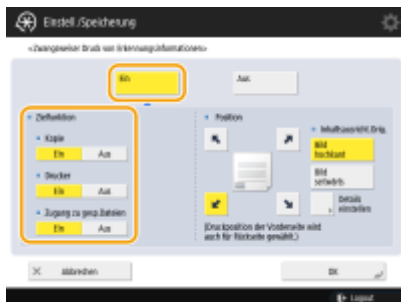 Einstell./Speicherung
<Zwangsweiser Druck von Erkennungsinformationen>
Ein
Aus
Zielfunktion
Kopie
Ein
Aus
Drucker
Ein
Aus
Zugang zu gesp. Dateien
Ein
Aus
Position
Inhaltsausricht. Orig.
Bild hochkant
Bild seitwärts
Details einstellen
(Druckposition der Vorderseite wird
auch für Rückseite gewählt.)
Abbrechen
OK
Logout